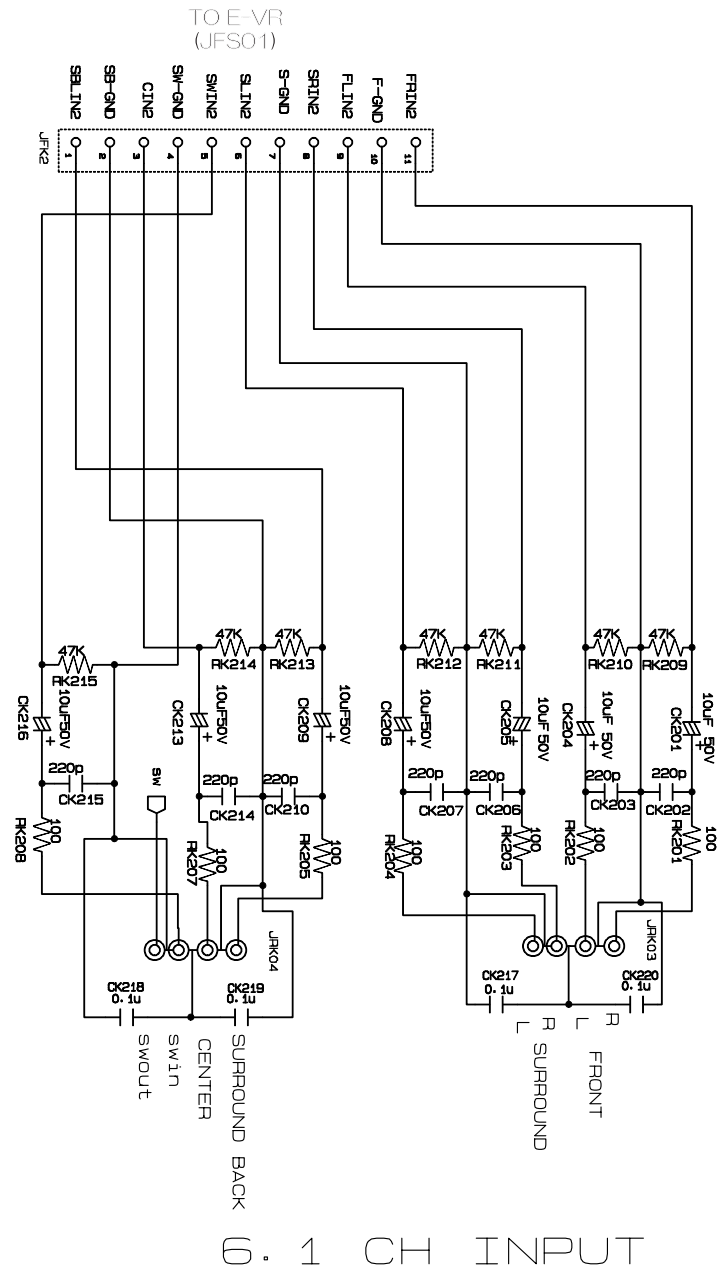 TO E-VR
(JFS01)
SBLIN2
SB-GND
CIN2
SW-GND
SWIN2
SLIN2
S-GND
SRIN2
FLIN2
F-GND
FRIN2
JFK2
1
2
3
4
5
6
7
8
9
10
11
47K
RK215
47K
RK214
47K
RK213
47K
RK212
47K
RK211
47K
RK210
47K
RK209
CK216
10uF50V
+
CK213
10uF50V
+
CK209
10uF50V
+
CK208
10uF50V
+
CK205
10uF 50V
+
CK204
10uF 50V
+
CK201
10uF 50V
+
220p
CK215
220p
CK214
220p
CK210
220p
CK207
220p
CK206
220p
CK203
220p
CK202
SW
RK208
100
RK207
100
RK205
100
RK204
100
RK203
100
RK202
100
RK201
100
JRK04
JRK03
CK218
0.1u
CK219
0.1u
CK217
0.1u
CK220
0.1u
swout
swin
CENTER
SURROUND BACK
L
R
SURROUND
L
R
FRONT
6.1 CH INPUT